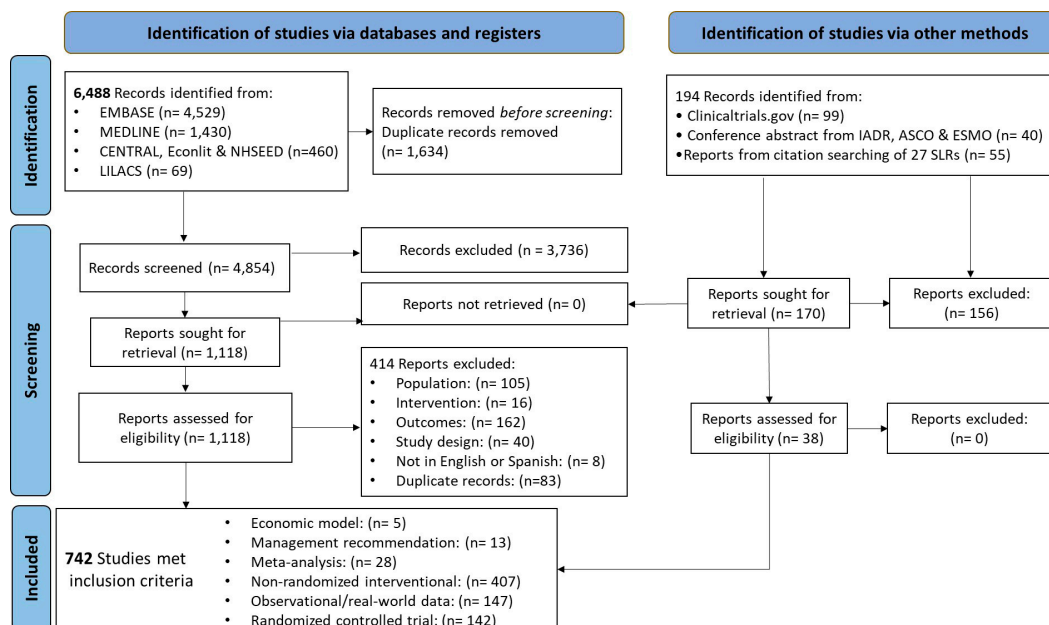 Identification of studies via databases and registers
Identification of studies via other methods
Identification
6,488 Records identified from:
• EMBASE (n= 4,529)
• MEDLINE (n= 1,430)
• CENTRAL, Econlit & NHSEED (n=460)
• LILACS (n= 69)
Records removed before screening:
Duplicate records removed
(n = 1,634)
194 Records identified from:
• Clinicaltrials.gov (n= 99)
• Conference abstract from IADR, ASCO & ESMO (n= 40)
•Reports from citation searching of 27 SLRs (n= 55)
Screening
Records screened (n= 4,854)
Records excluded (n = 3,736)
Reports sought for
retrieval (n= 1,118)
Reports not retrieved (n= 0)
Reports sought for
retrieval (n= 170)
Reports excluded:
(n= 156)
Reports assessed for
eligibility (n= 1,118)
414 Reports excluded:
• Population: (n= 105)
• Intervention: (n= 16)
• Outcomes: (n= 162)
• Study design: (n= 40)
• Not in English or Spanish: (n= 8)
• Duplicate records: (n=83)
Reports assessed for
eligibility (n= 38)
Reports excluded:
(n= 0)
Included
742 Studies met
inclusion criteria
• Economic model: (n= 5)
• Management recommendation: (n= 13)
• Meta-analysis: (n= 28)
• Non-randomized interventional: (n= 407)
• Observational/real-world data: (n= 147)
• Randomized controlled trial: (n= 142)